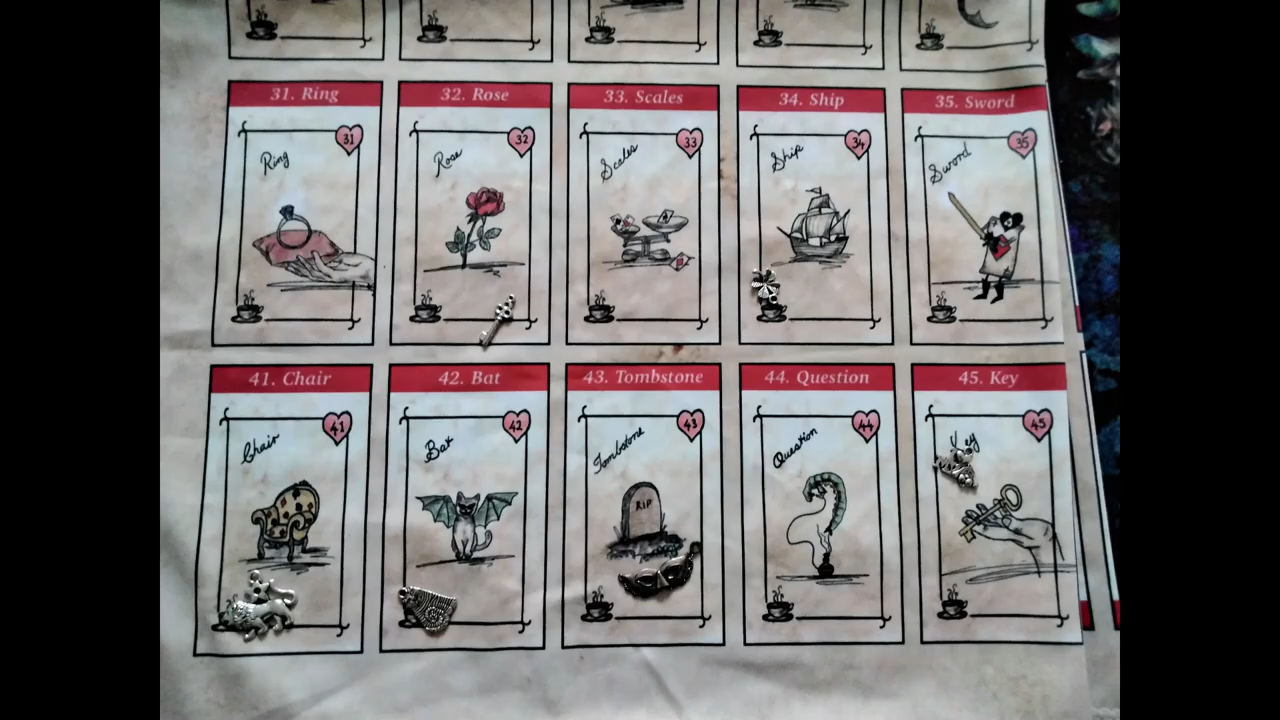 31. Ring
32. Rose
33. Scales
34. Ship
35. Sword
31
32
33
34
35
Ring
Rose
Scales
Ship
Sword
41. Chair
42. Bat
43. Tombstone
44. Question
45. Key
41
42
43
44
45
Chair
Bat
Tombstone
Question
Key
RIP